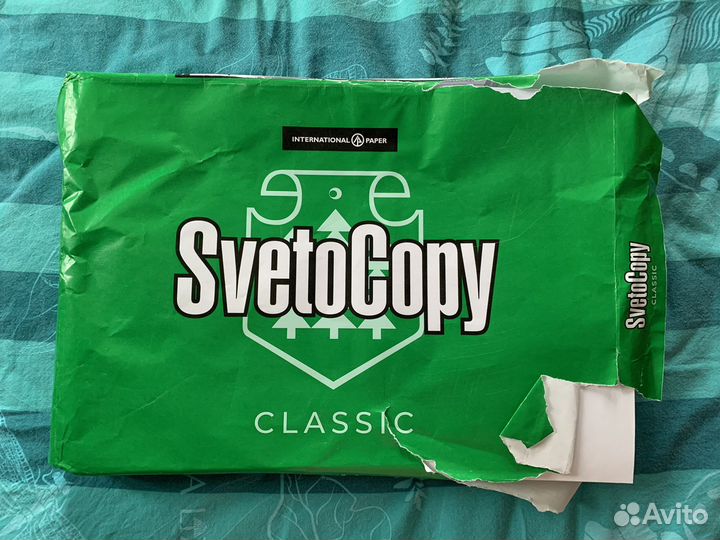 INTERNATIONAL PAPER
SvetoCopy
CLASSIC
SvetoCopy
CLASSIC
Avito